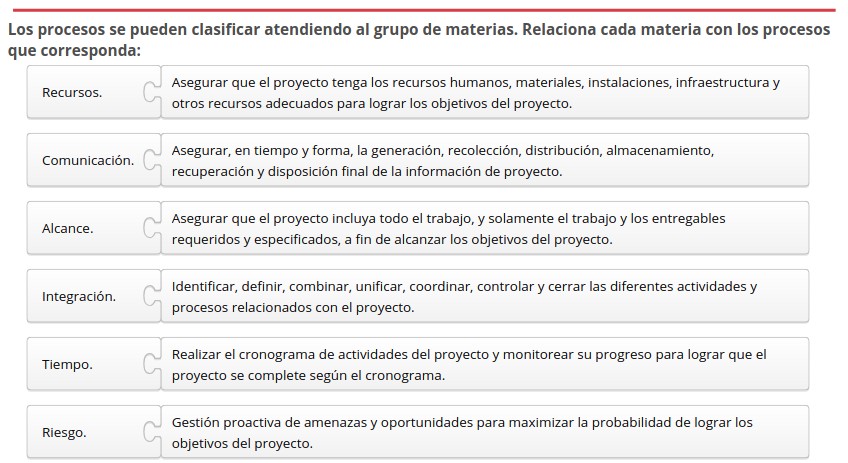 Los procesos se pueden clasificar atendiendo al grupo de materias. Relaciona cada materia con los procesos
que corresponda:
Recursos.
Asegurar que el proyecto tenga los recursos humanos, materiales, instalaciones, infraestructura y
otros recursos adecuados para lograr los objetivos del proyecto.
Comunicación.
Asegurar, en tiempo y forma, la generación, recolección, distribución, almacenamiento,
recuperación y disposición final de la información de proyecto.
Alcance.
Asegurar que el proyecto incluya todo el trabajo, y solamente el trabajo y los entregables
requeridos y especificados, a fin de alcanzar los objetivos del proyecto.
Integración.
Identificar, definir, combinar, unificar, coordinar, controlar y cerrar las diferentes actividades y
procesos relacionados con el proyecto.
Tiempo.
Realizar el cronograma de actividades del proyecto y monitorear su progreso para lograr que el
proyecto se complete según el cronograma.
Riesgo.
Gestión proactiva de amenazas y oportunidades para maximizar la probabilidad de lograr los
objetivos del proyecto.